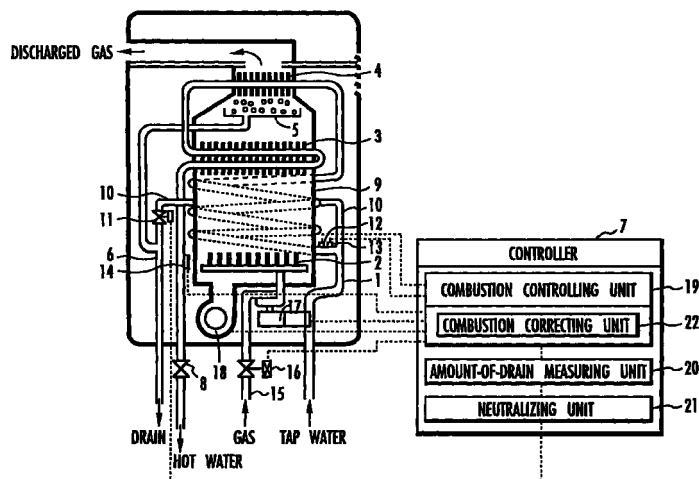 DISCHARGED GAS
4
5
3
7
9
10
10
12
11
13
CONTROLLER
6
2
19
14
1
COMBUSTION CONTROLLING UNIT
17
COMBUSTION CORRECTING UNIT
22
18
16
AMOUNT-OF-DRAIN MEASURING UNIT
20
8
15
NEUTRALIZING UNIT
21
DRAIN
GAS
TAP WATER
HOT WATER